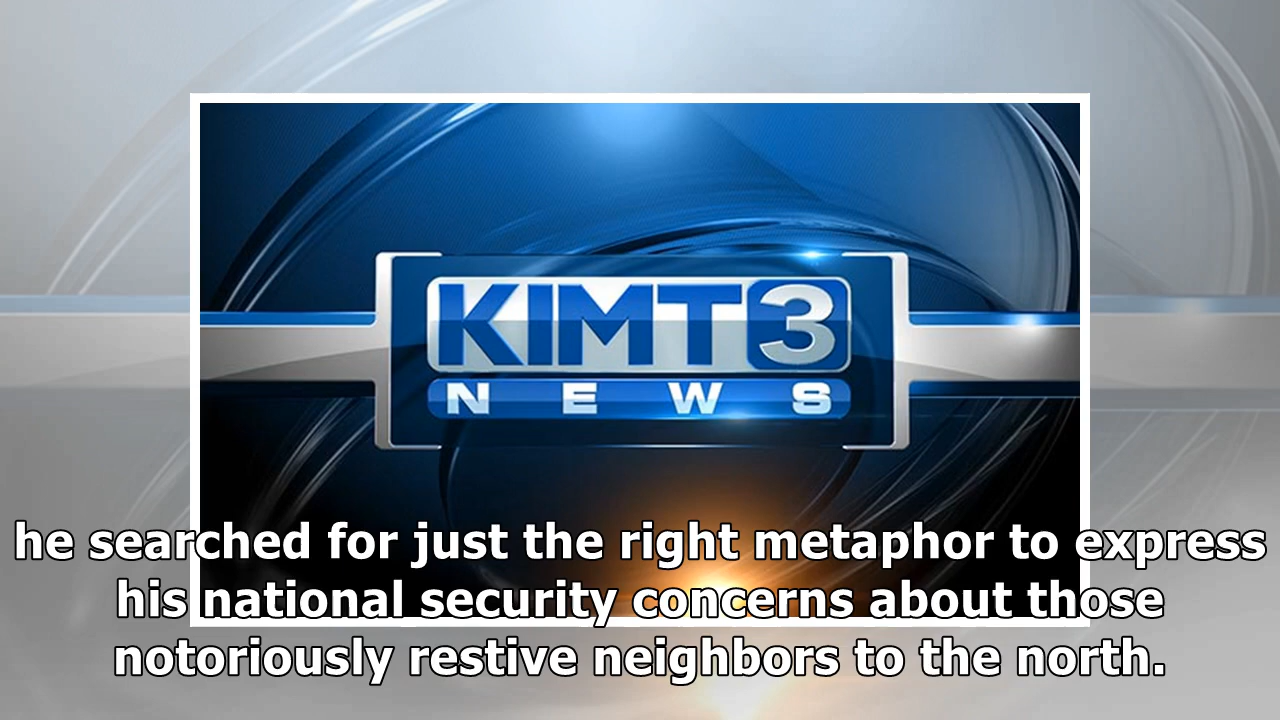 KIMT3
NEWS
he searched for just the right metaphor to express
his national security concerns about those
notoriously restive neighbors to the north.